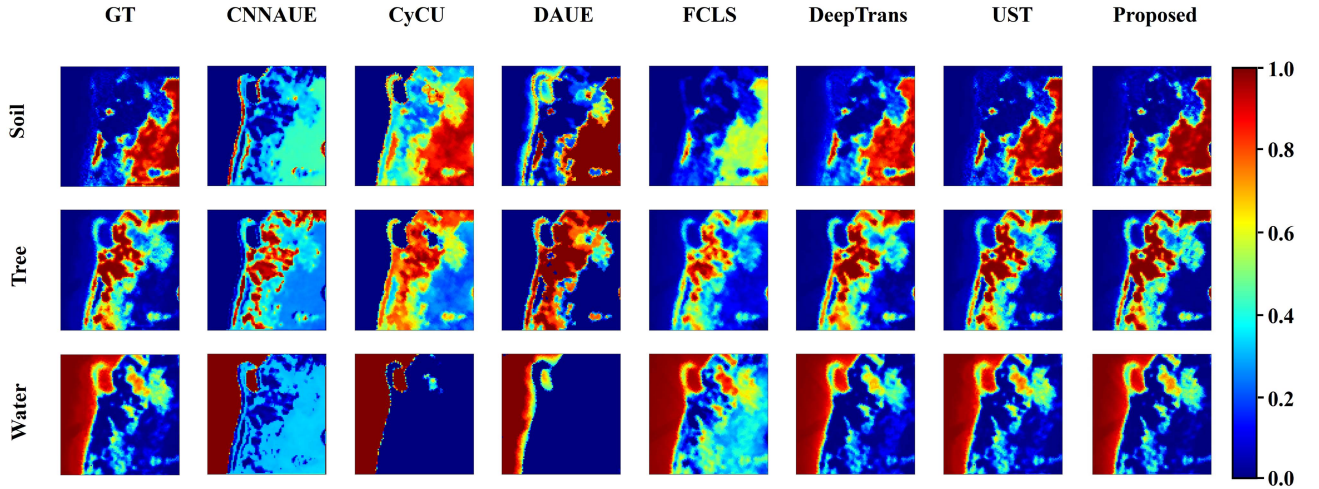 GT CNNAUE CyCU DAUE FCLS DeepTrans UST Proposed
Soil
Tree
Water
1.0
0.8
0.6
0.4
0.2
0.0